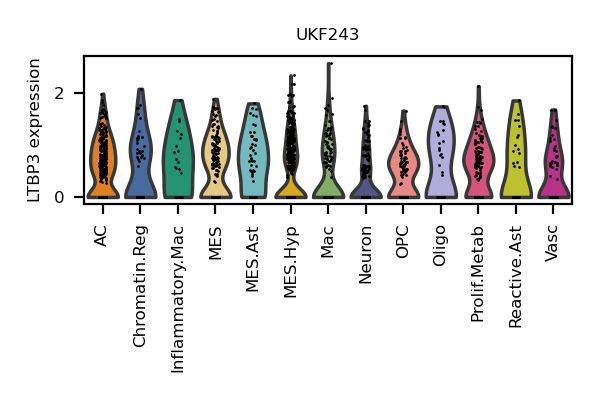 UKF243
LTBP3 expression
2
0
AC
Chromatin.Reg
Inflammatory.Mac
MES
MES.Ast
MES.Hyp
Mac
Neuron
OPC
Oligo
Prolif.Metab
Reactive.Ast
Vasc